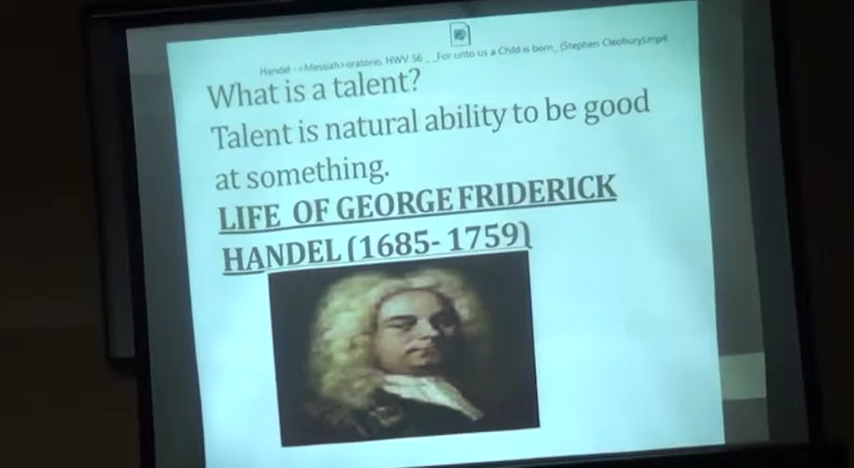 Handel - <Messiah> oratorio, HWV 56 _ _For unto us a Child is born_ (Stephen Cleobury).mp4
What is a talent?
Talent is natural ability to be good
at something.
LIFE OF GEORGE FRIDERICK
HANDEL (1685- 1759)